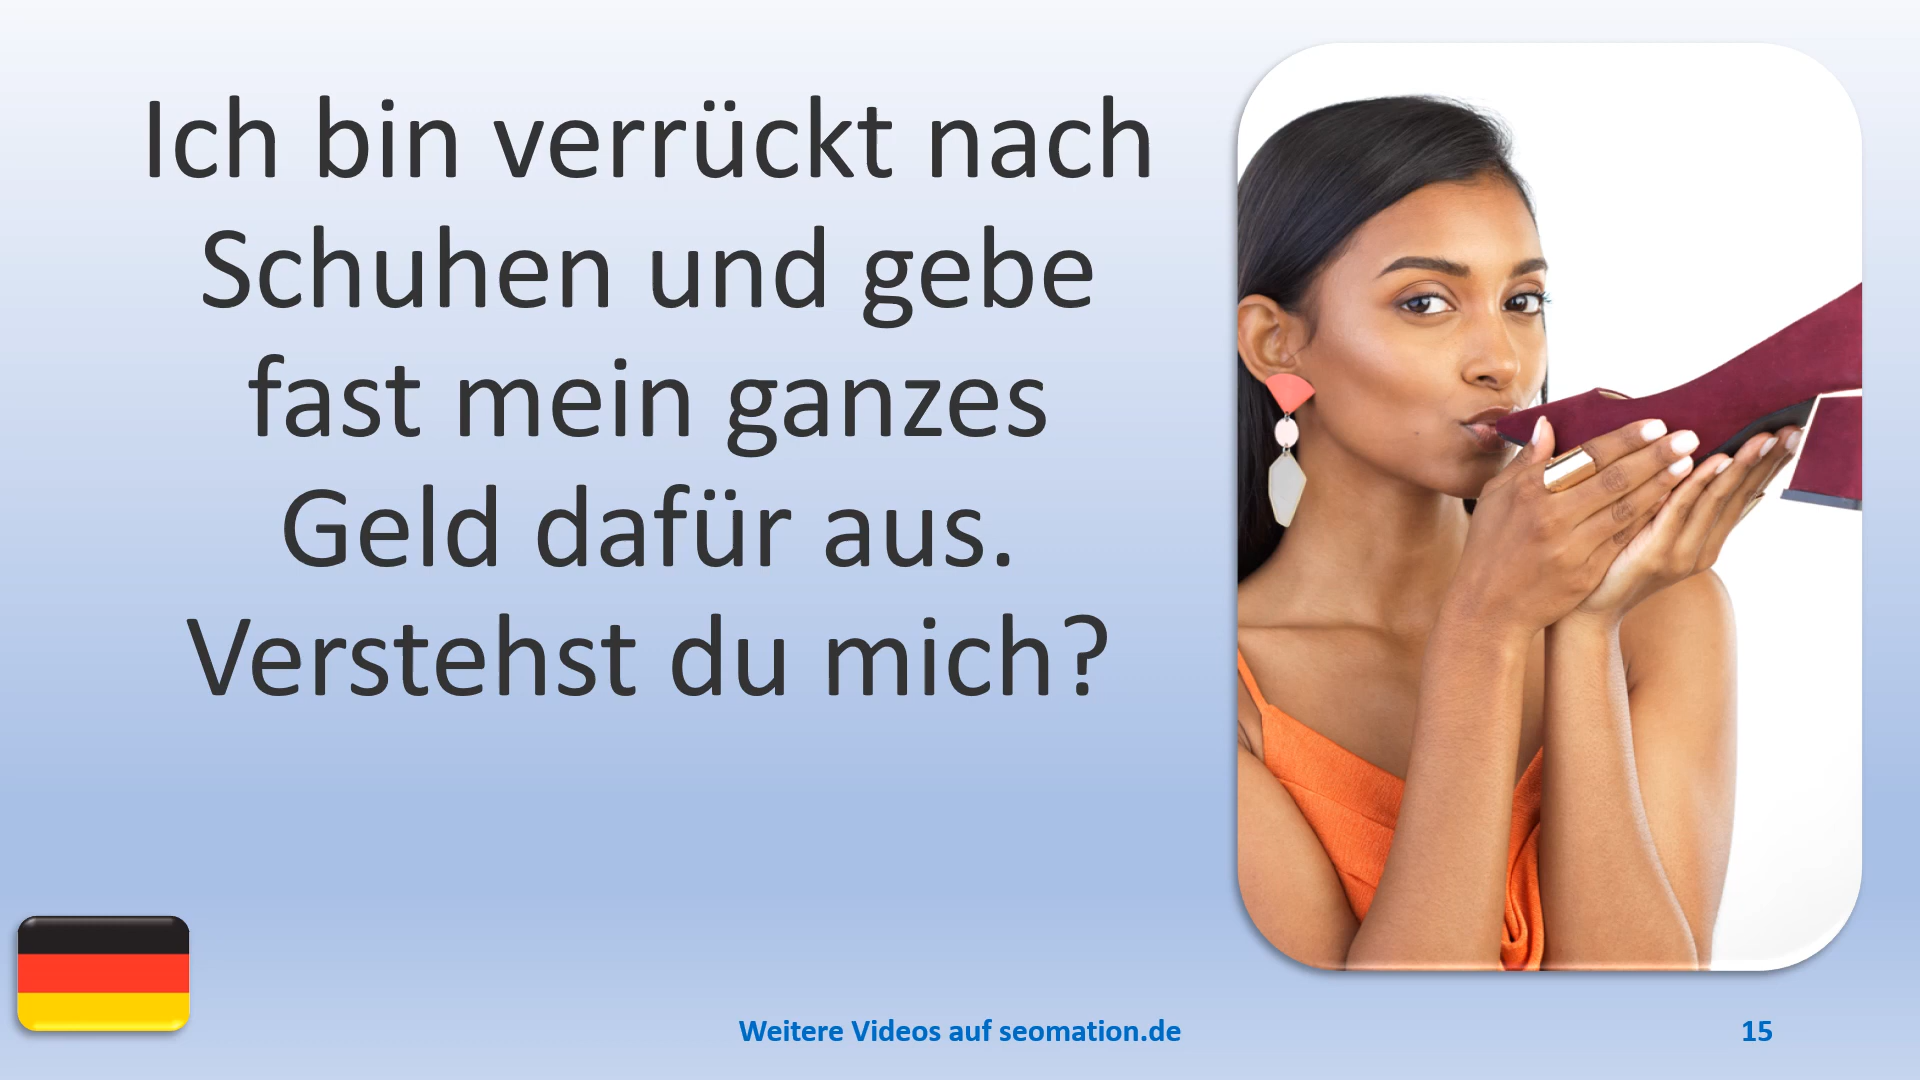 Ich bin verrückt nach
Schuhen und gebe
fast mein ganzes
Geld dafür aus.
Verstehst du mich?
Weitere Videos auf seomation.de
15